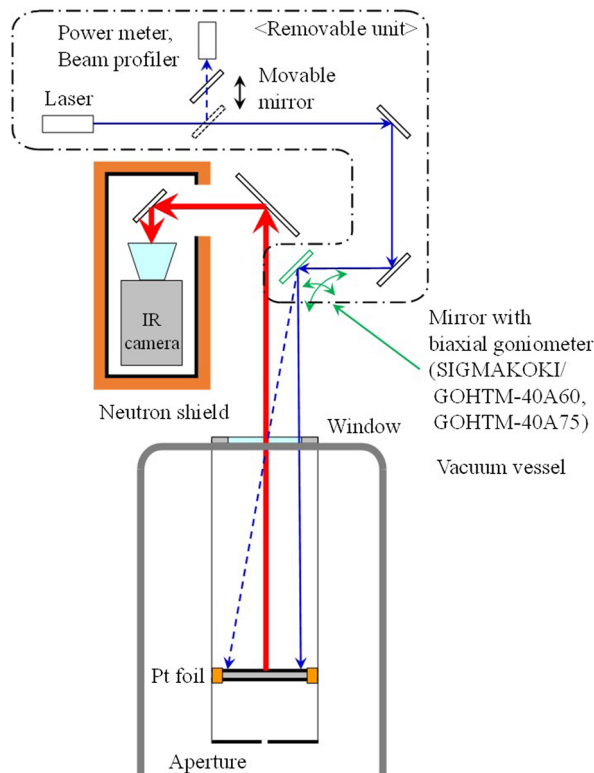 Power meter,
Beam profiler
<Removable unit>
Movable
mirror
Laser
IR
camera
Neutron shield
Mirror with
biaxial goniometer
(SIGMAKOKI/
GOHTM-40A60,
GOHTM-40A75)
Window
Vacuum vessel
Pt foil
Aperture